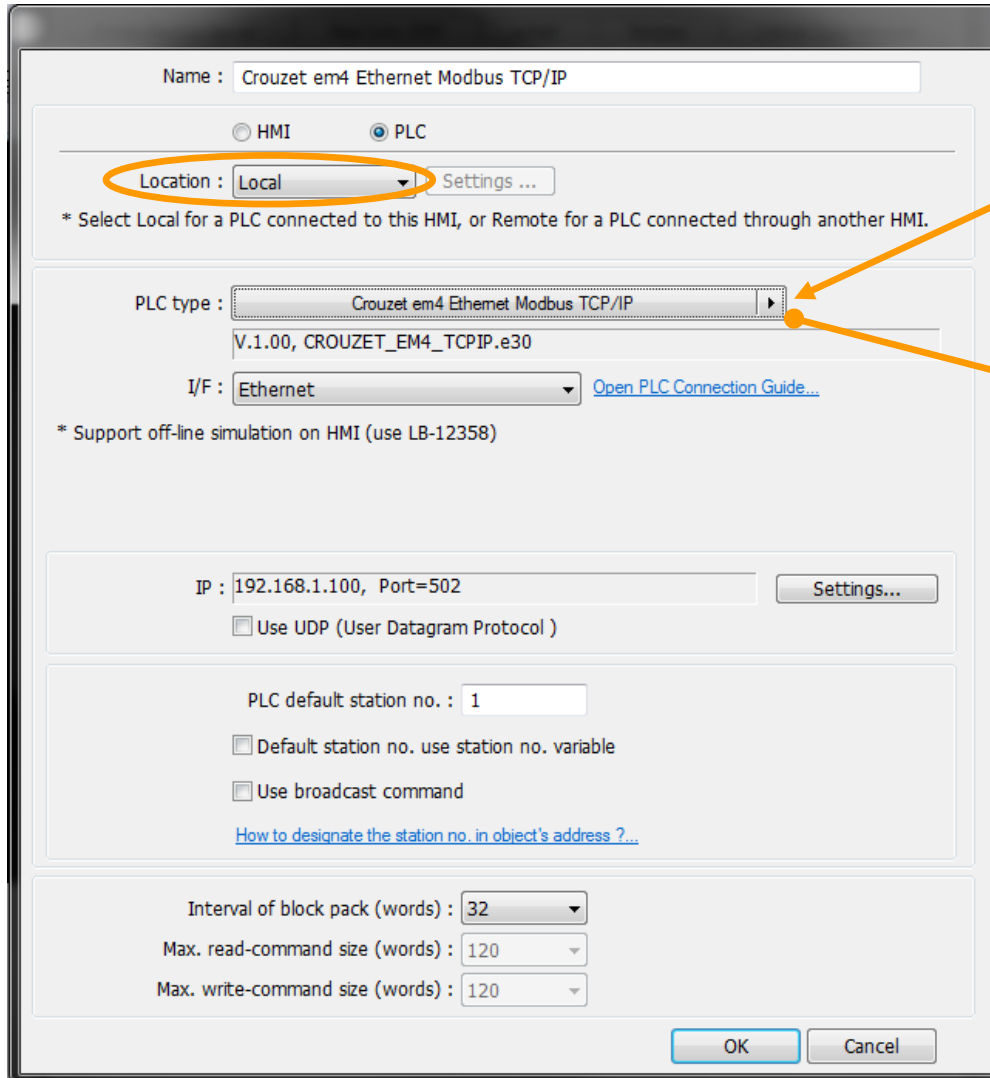 Name : Crouzet em4 Ethernet Modbus TCP/IP
HMI PLC
Location : Local Settings ...
* Select Local for a PLC connected to this HMI, or Remote for a PLC connected through another HMI.
PLC type : Crouzet em4 Ethernet Modbus TCP/IP
V.1.00, CROUZET_EM4_TCPIP.e30
I/F : Ethernet Open PLC Connection Guide...
* Support off-line simulation on HMI (use LB-12358)
IP : 192.168.1.100, Port=502 Settings...
Use UDP (User Datagram Protocol )
PLC default station no. : 1
Default station no. use station no. variable
Use broadcast command
How to designate the station no. in object's address ?...
Interval of block pack (words) : 32
Max. read-command size (words) : 120
Max. write-command size (words) : 120
OK Cancel